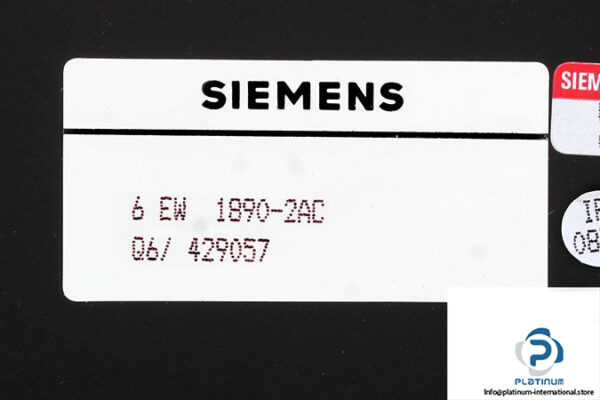 SIEMENS
6 EW 1890-2AC
Q6/ 429057
SIEM
PLATINUM
Info@platinum-international.store